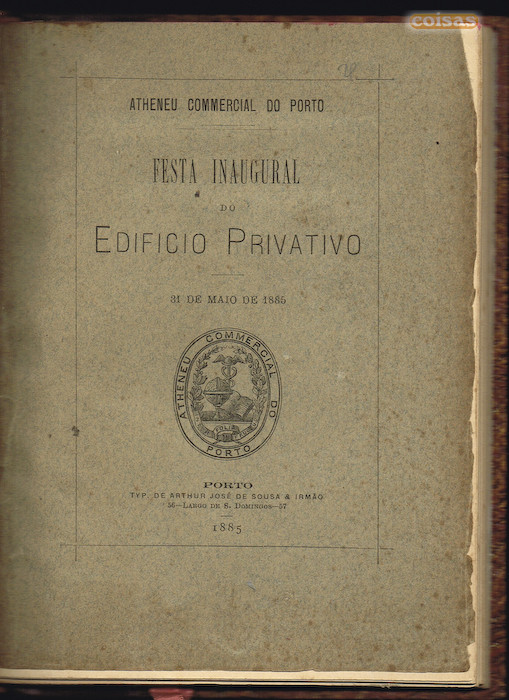 coisas
28
ATHENEU COMMERCIAL DO PORTO
FESTA INAUGURAL
DO
EDIFICIO PRIVATIVO
31 DE MAIO DE 1885
ATHENEU COMMERCIAL DO PORTO
PORTO
TYP. DE ARTHUR JOSÉ DE SOUSA & IRMÃO
56—LARGO DE S. DOMINGOS—57
1885